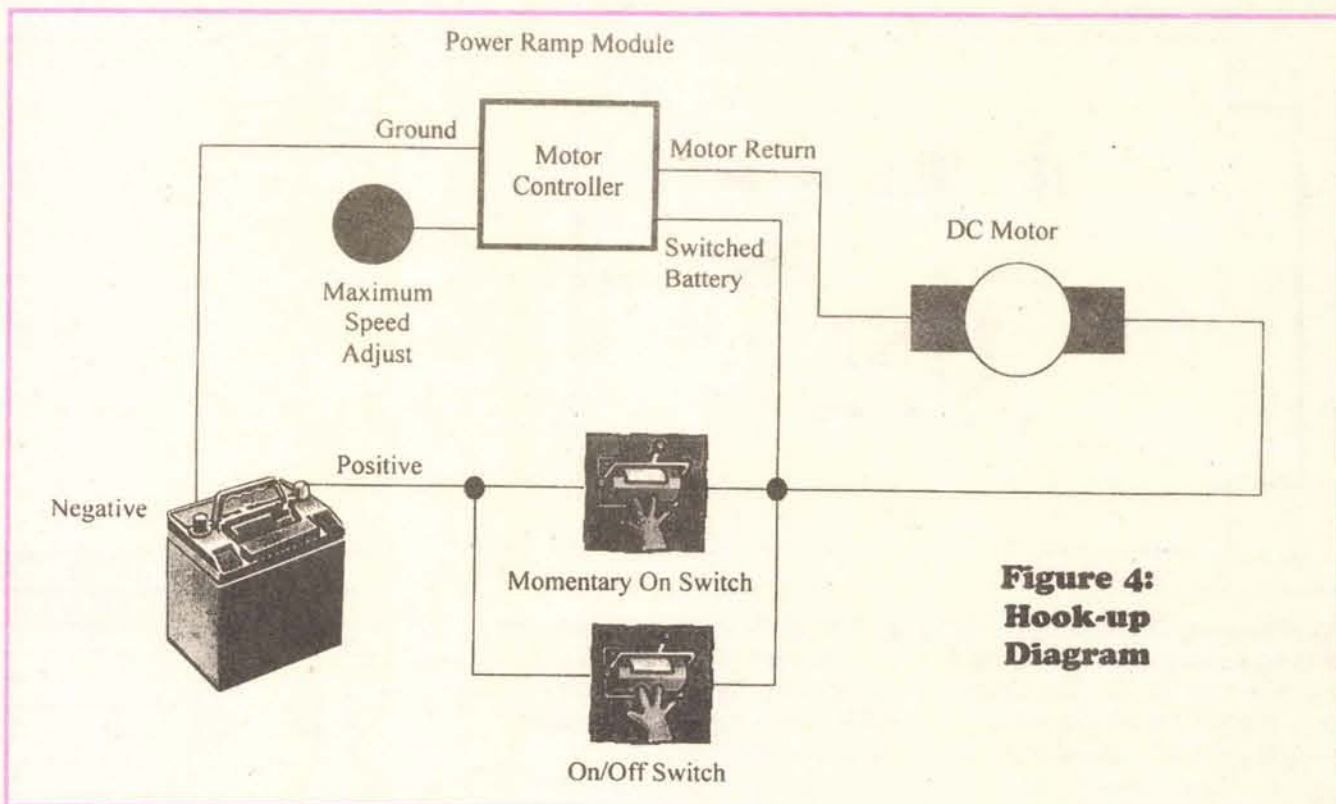 Power Ramp Module
Ground
Motor
Controller
Motor Return
Switched
Battery
Maximum
Speed
Adjust
DC Motor
Positive
Negative
Momentary On Switch
On/Off Switch
Figure 4:
Hook-up
Diagram